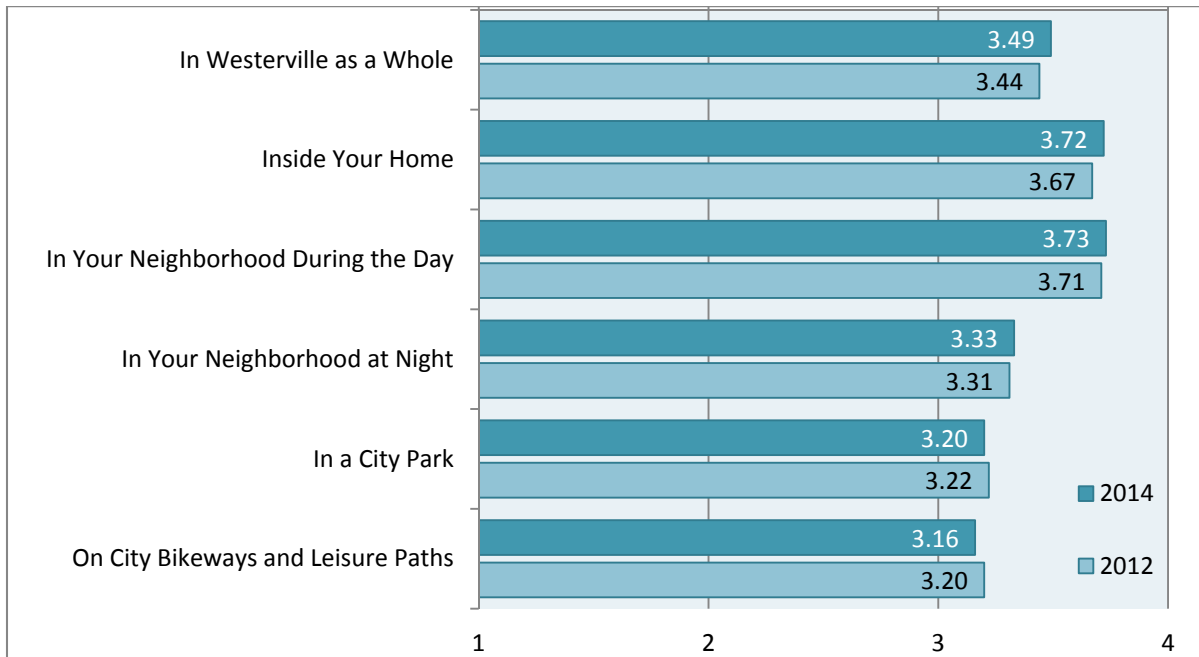 In Westerville as a Whole
3.49
3.44
Inside Your Home
3.72
3.67
In Your Neighborhood During the Day
3.73
3.71
In Your Neighborhood at Night
3.33
3.31
In a City Park
3.20
3.22
On City Bikeways and Leisure Paths
3.16
3.20
2014
2012
1 2 3 4